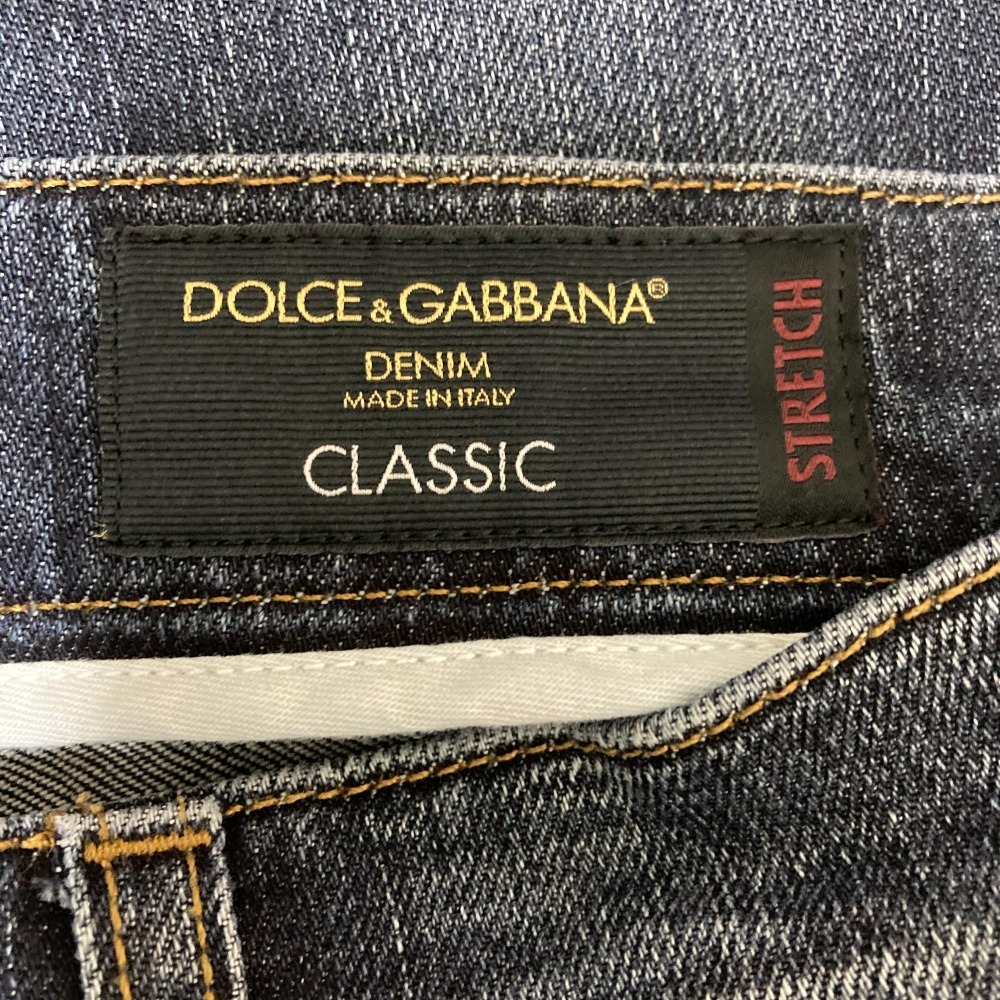 DOLCE & GABBANA®
DENIM
MADE IN ITALY
CLASSIC
STRETCH